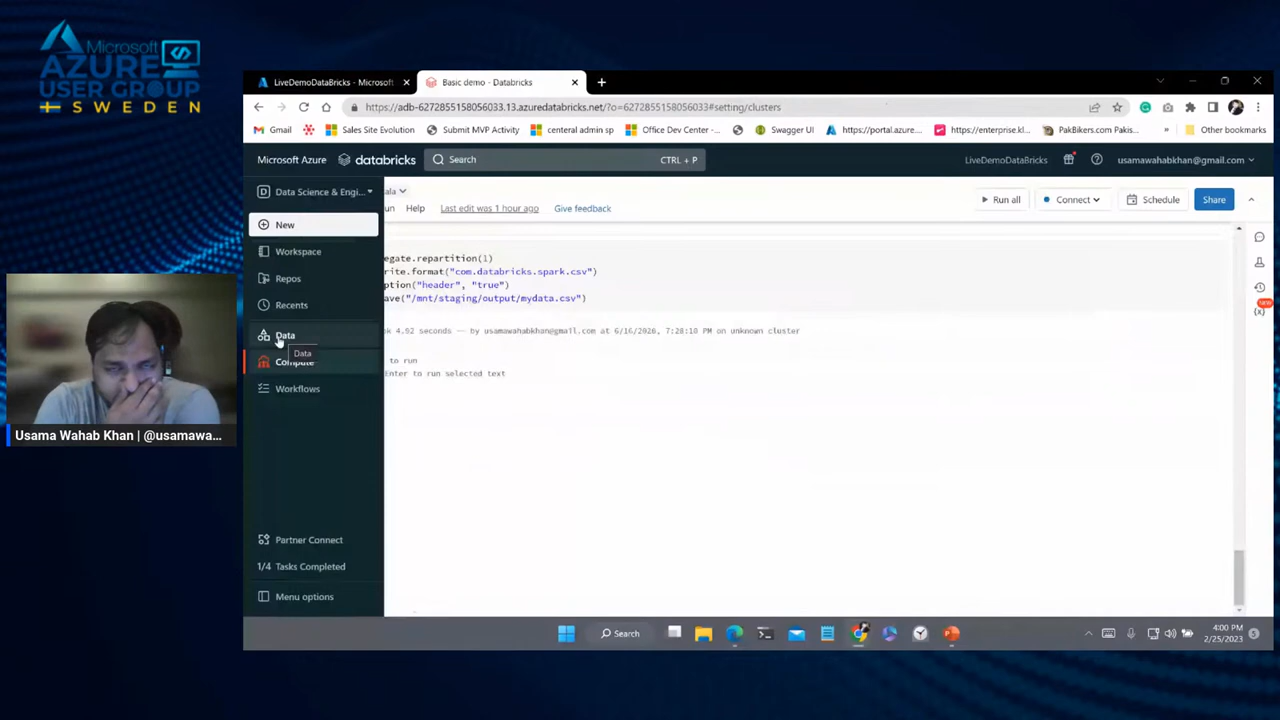 Microsoft
AZURE
USER GROUP
SWEDEN
LiveDemoDataBricks - Microsoft
Basic demo - Databricks
https://adb-6272855158056033.13.azuredatabricks.net/?o=6272855158056033#setting/clusters
Gmail
Sales Site Evolution
Submit MVP Activity
centeral admin sp
Office Dev Center -...
Swagger UI
https://portal.azure...
https://enterprise.kl...
PakBikers.com Pakis...
»
Other bookmarks
Microsoft Azure
databricks
Search
CTRL + P
LiveDemoDataBricks
usamawahabkhan@gmail.com
D
Data Science & Engi...
ala
un
Help
Last edit was 1 hour ago
Give feedback
Run all
Connect
Schedule
Share
New
Workspace
Repos
Recents
Data
Data
Compute
Workflows
Partner Connect
1/4 Tasks Completed
Menu options
egate.repartition(1)
rite.format("com.databricks.spark.csv")
ption("header", "true")
ave("/mnt/staging/output/mydata.csv")
ok 4.92 seconds -- by usamawahabkhan@gmail.com at 6/16/2020, 7:28:10 PM on unknown cluster
to run
Enter to run selected text
NEW
Usama Wahab Khan | @usamawa...
Search
4:00 PM
2/25/2023